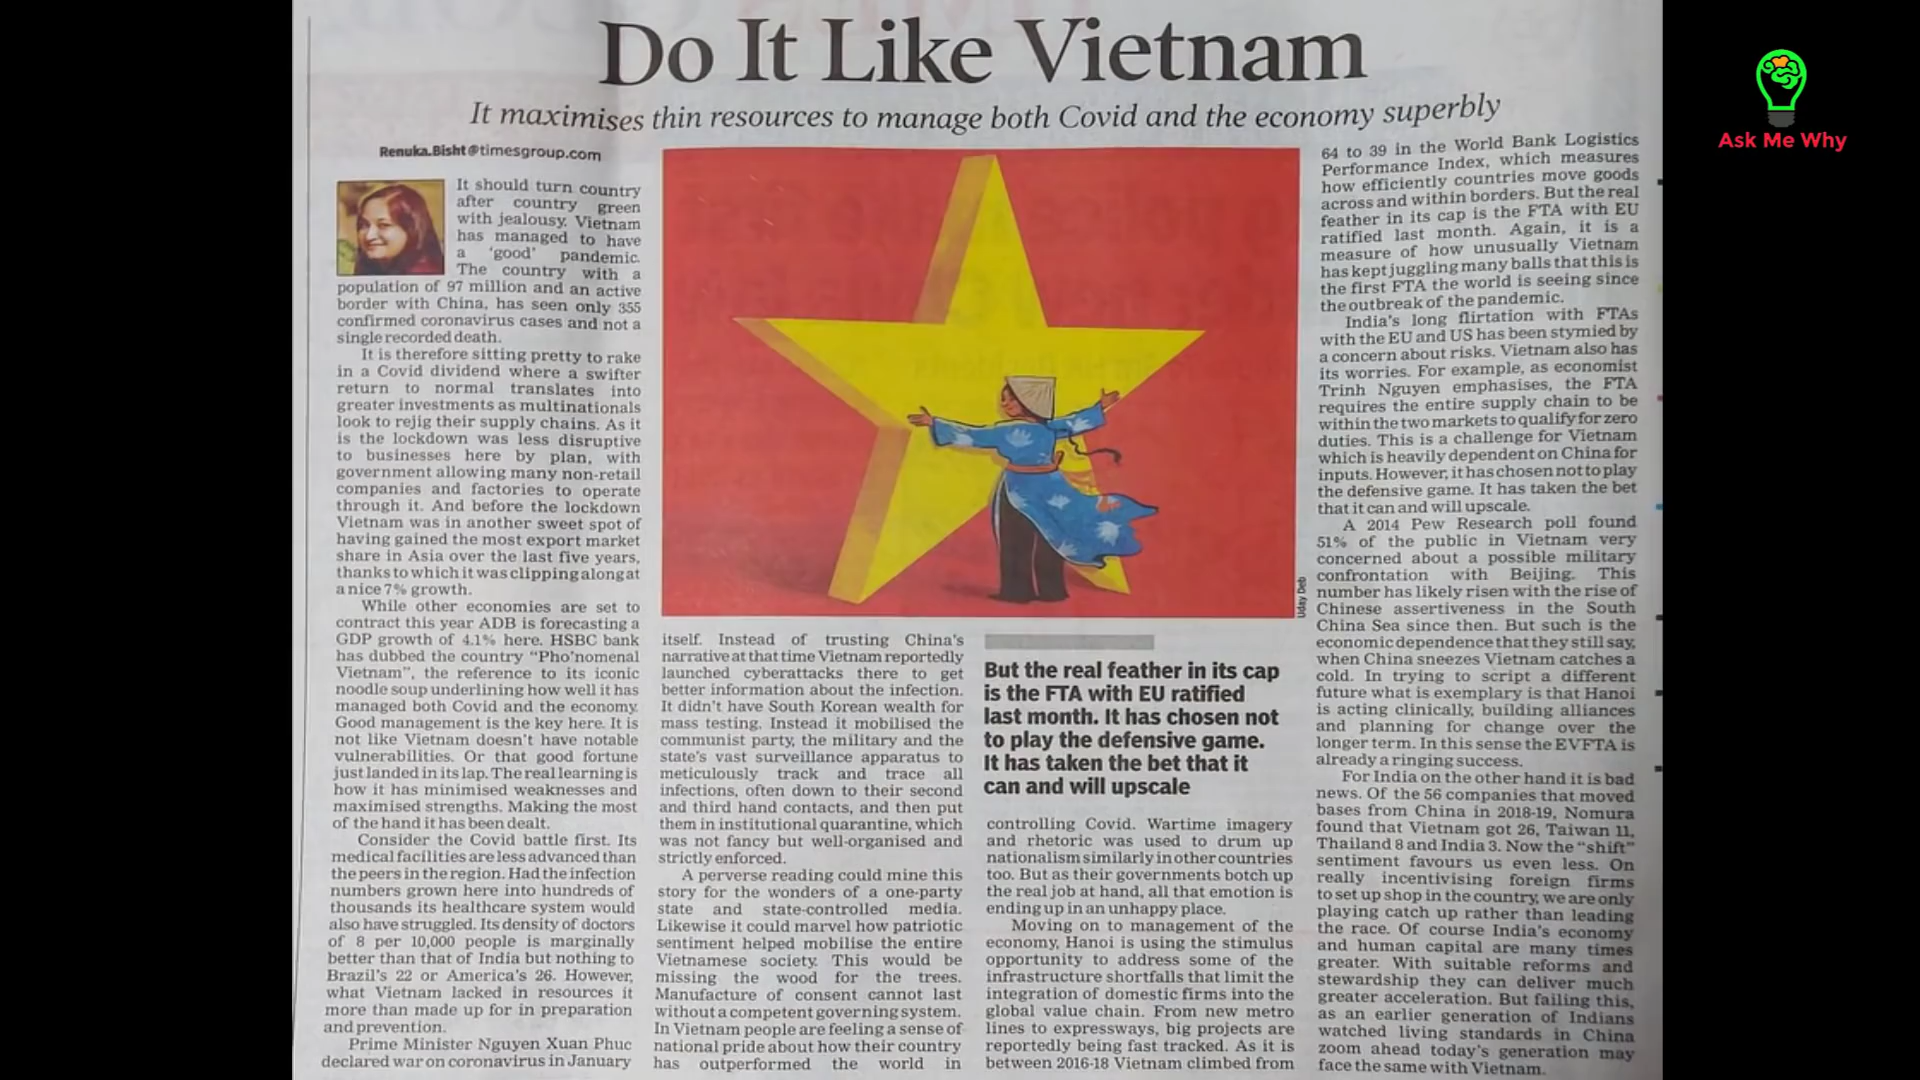 Do It Like Vietnam
It maximises thin resources to manage both Covid and the economy superbly
Renuka.Bisht@timesgroup.com
It should turn country
after country green
with jealousy. Vietnam
has managed to have
a 'good' pandemic.
The country with a
population of 97 million and an active
border with China, has seen only 355
confirmed coronavirus cases and not a
single recorded death.
It is therefore sitting pretty to rake
in a Covid dividend where a swifter
return to normal translates into
greater investments as multinationals
look to rejig their supply chains. As it
is the lockdown was less disruptive
to businesses here by plan, with
government allowing many non-retail
companies and factories to operate
through it. And before the lockdown
Vietnam was in another sweet spot of
having gained the most export market
share in Asia over the last five years,
thanks to which it was clipping along at
a nice 7% growth.
While other economies are set to
contract this year ADB is forecasting a
GDP growth of 4.1% here. HSBC bank
has dubbed the country "Pho'nomenal
Vietnam", the reference to its iconic
noodle soup underlining how well it has
managed both Covid and the economy.
Good management is the key here. It is
not like Vietnam doesn't have notable
vulnerabilities. Or that good fortune
just landed in its lap. The real learning is
how it has minimised weaknesses and
maximised strengths. Making the most
of the hand it has been dealt.
Consider the Covid battle first. Its
medical facilities are less advanced than
the peers in the region. Had the infection
numbers grown here into hundreds of
thousands its healthcare system would
also have struggled. Its density of doctors
of 8 per 10,000 people is marginally
better than that of India but nothing to
Brazil's 22 or America's 26. However,
what Vietnam lacked in resources it
more than made up for in preparation
and prevention.
Prime Minister Nguyen Xuan Phuc
declared war on coronavirus in January
itself. Instead of trusting China's
narrative at that time Vietnam reportedly
launched cyberattacks there to get
better information about the infection.
It didn't have South Korean wealth for
mass testing. Instead it mobilised the
communist party, the military and the
state's vast surveillance apparatus to
meticulously track and trace all
infections, often down to their second
and third hand contacts, and then put
them in institutional quarantine, which
was not fancy but well-organised and
strictly enforced.
A perverse reading could mine this
story for the wonders of a one-party
state and state-controlled media.
Likewise it could marvel how patriotic
sentiment helped mobilise the entire
Vietnamese society. This would be
missing the wood for the trees.
Manufacture of consent cannot last
without a competent governing system.
In Vietnam people are feeling a sense of
national pride about how their country
has outperformed the world in
Uday Deb
But the real feather in its cap
is the FTA with EU ratified
last month. It has chosen not
to play the defensive game.
It has taken the bet that it
can and will upscale
controlling Covid. Wartime imagery
and rhetoric was used to drum up
nationalism similarly in other countries
too. But as their governments botch up
the real job at hand, all that emotion is
ending up in an unhappy place.
Moving on to management of the
economy, Hanoi is using the stimulus
opportunity to address some of the
infrastructure shortfalls that limit the
integration of domestic firms into the
global value chain. From new metro
lines to expressways, big projects are
reportedly being fast tracked. As it is
between 2016-18 Vietnam climbed from
64 to 39 in the World Bank Logistics
Performance Index, which measures
how efficiently countries move goods
across and within borders. But the real
feather in its cap is the FTA with EU
ratified last month. Again, it is a
measure of how unusually Vietnam
has kept juggling many balls that this is
the first FTA the world is seeing since
the outbreak of the pandemic.
India's long flirtation with FTAs
with the EU and US has been stymied by
a concern about risks. Vietnam also has
its worries. For example, as economist
Trinh Nguyen emphasises, the FTA
requires the entire supply chain to be
within the two markets to qualify for zero
duties. This is a challenge for Vietnam
which is heavily dependent on China for
inputs. However, it has chosen not to play
the defensive game. It has taken the bet
that it can and will upscale.
A 2014 Pew Research poll found
51% of the public in Vietnam very
concerned about a possible military
confrontation with Beijing. This
number has likely risen with the rise of
Chinese assertiveness in the South
China Sea since then. But such is the
economic dependence that they still say,
when China sneezes Vietnam catches a
cold. In trying to script a different
future what is exemplary is that Hanoi
is acting clinically, building alliances
and planning for change over the
longer term. In this sense the EVFTA is
already a ringing success.
For India on the other hand it is bad
news. Of the 56 companies that moved
bases from China in 2018-19, Nomura
found that Vietnam got 26, Taiwan 11,
Thailand 8 and India 3. Now the "shift"
sentiment favours us even less. On
really incentivising foreign firms
to set up shop in the country, we are only
playing catch up rather than leading
the race. Of course India's economy
and human capital are many times
greater. With suitable reforms and
stewardship they can deliver much
greater acceleration. But failing this,
as an earlier generation of Indians
watched living standards in China
zoom ahead today's generation may
face the same with Vietnam.
Ask Me Why